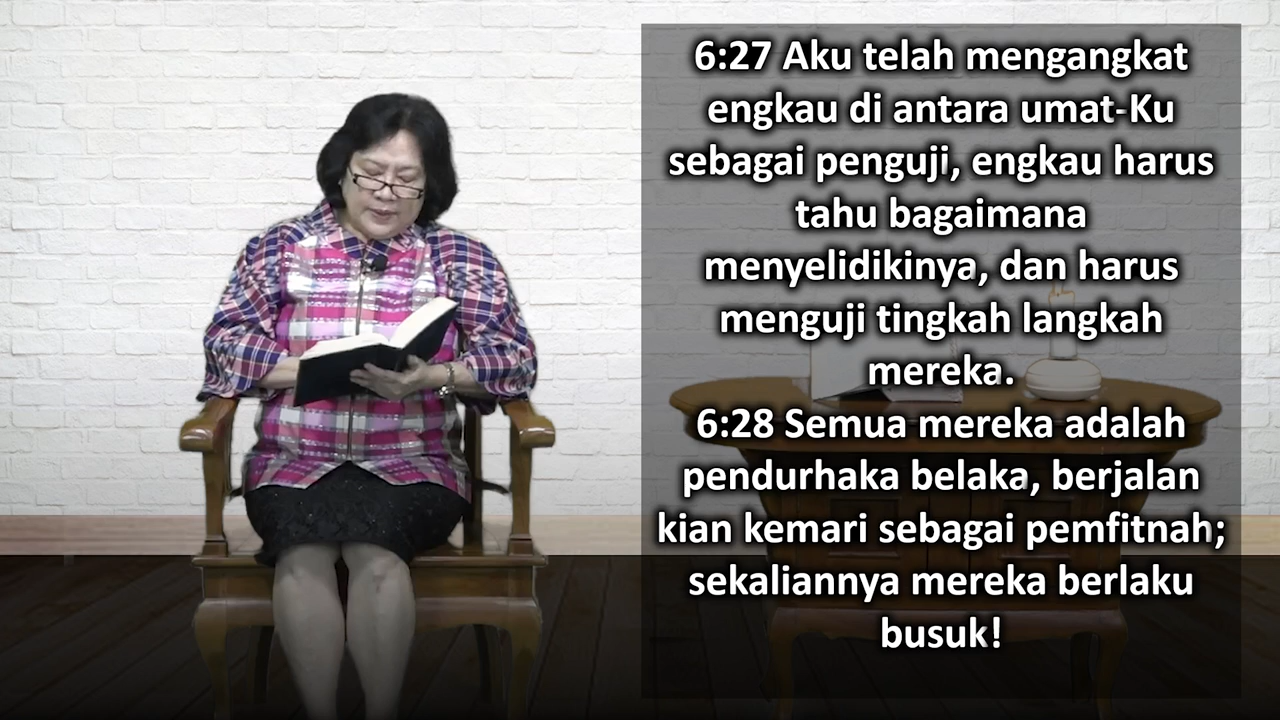 6:27 Aku telah mengangkat
engkau di antara umat-Ku
sebagai penguji, engkau harus
tahu bagaimana
menyelidikinya, dan harus
menguji tingkah langkah
mereka.
6:28 Semua mereka adalah
pendurhaka belaka, berjalan
kian kemari sebagai pemfitnah;
sekaliannya mereka berlaku
busuk!